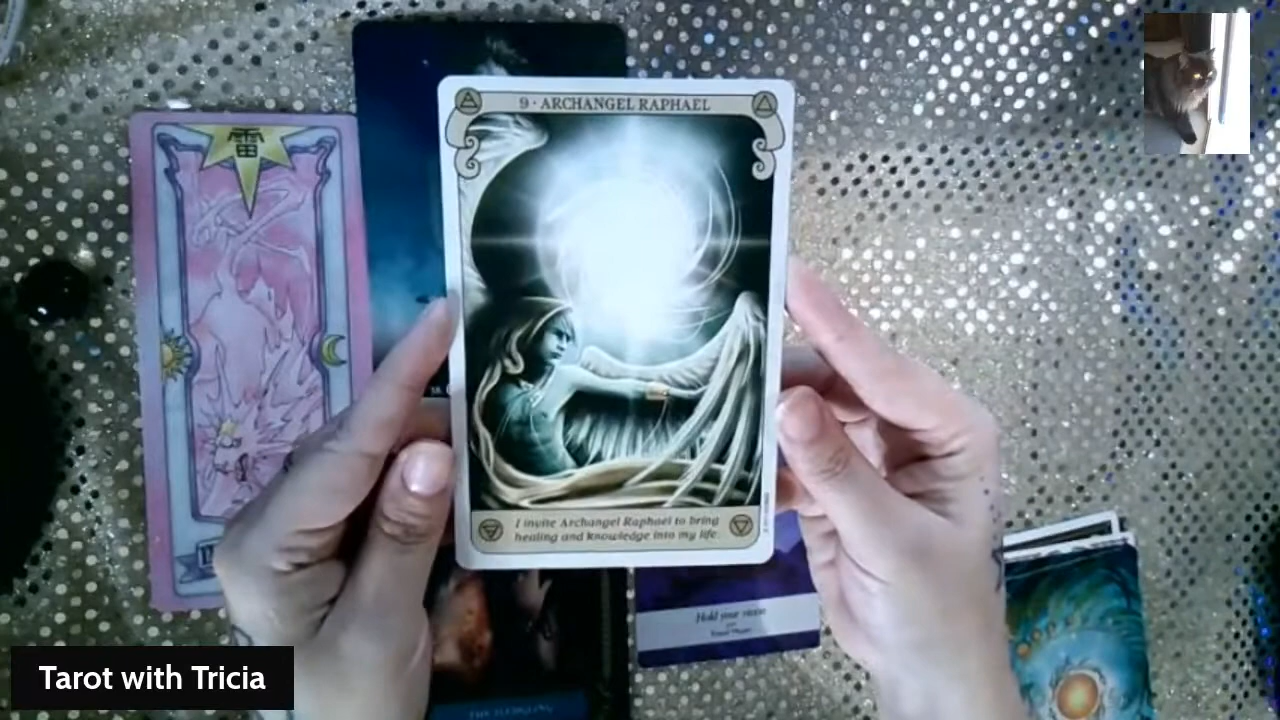 9 · ARCHANGEL RAPHAEL
雷
I invite Archangel Raphael to bring
healing and knowledge into my life.
Hold your vision
Tarot with Tricia